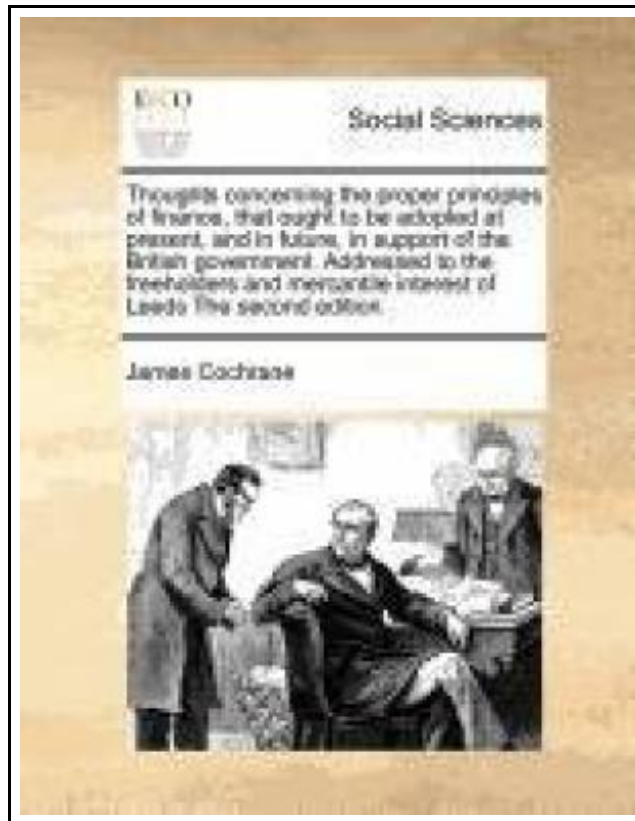 ECCO
Social Sciences
Thoughts concerning the proper principles
of finance, that ought to be adopted at
present, and in future, in support of the
British government. Addressed to the
freeholders and mercantile interest of
Leeds The second edition.
James Cochrane